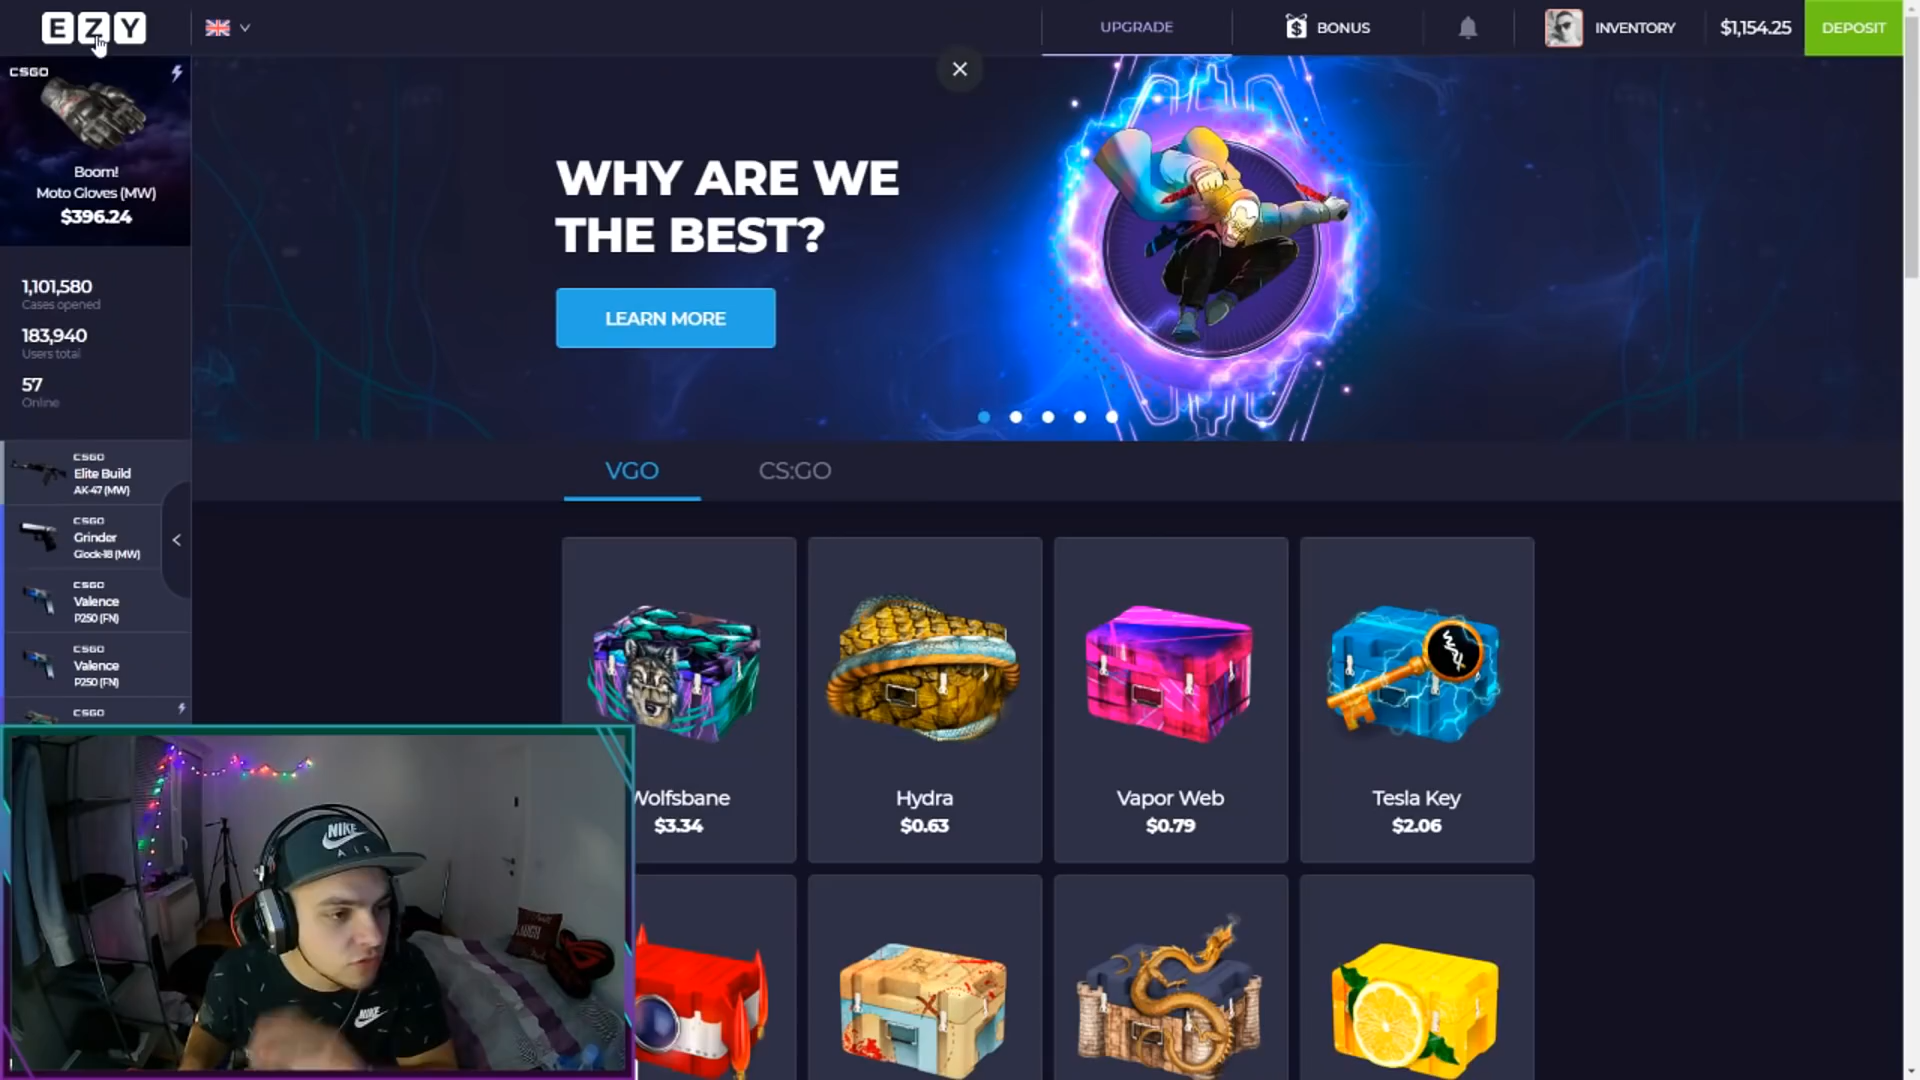 EZY
UPGRADE
BONUS
INVENTORY
$1,154.25
DEPOSIT
CSGO
Boom!
Moto Gloves (MW)
$396.24
WHY ARE WE
THE BEST?
LEARN MORE
1,101,580
Cases opened
183,940
Users total
57
Online
VGO
CS:GO
CSGO
Elite Build
AK-47 (MW)
CSGO
Grinder
Glock-18 (MW)
CSGO
Valence
P250 (FN)
CSGO
Valence
P250 (FN)
CSGO
Wolfsbane
$3.34
Hydra
$0.63
Vapor Web
$0.79
Tesla Key
$2.06
NIKE
AIR
NIKE
LAUGH